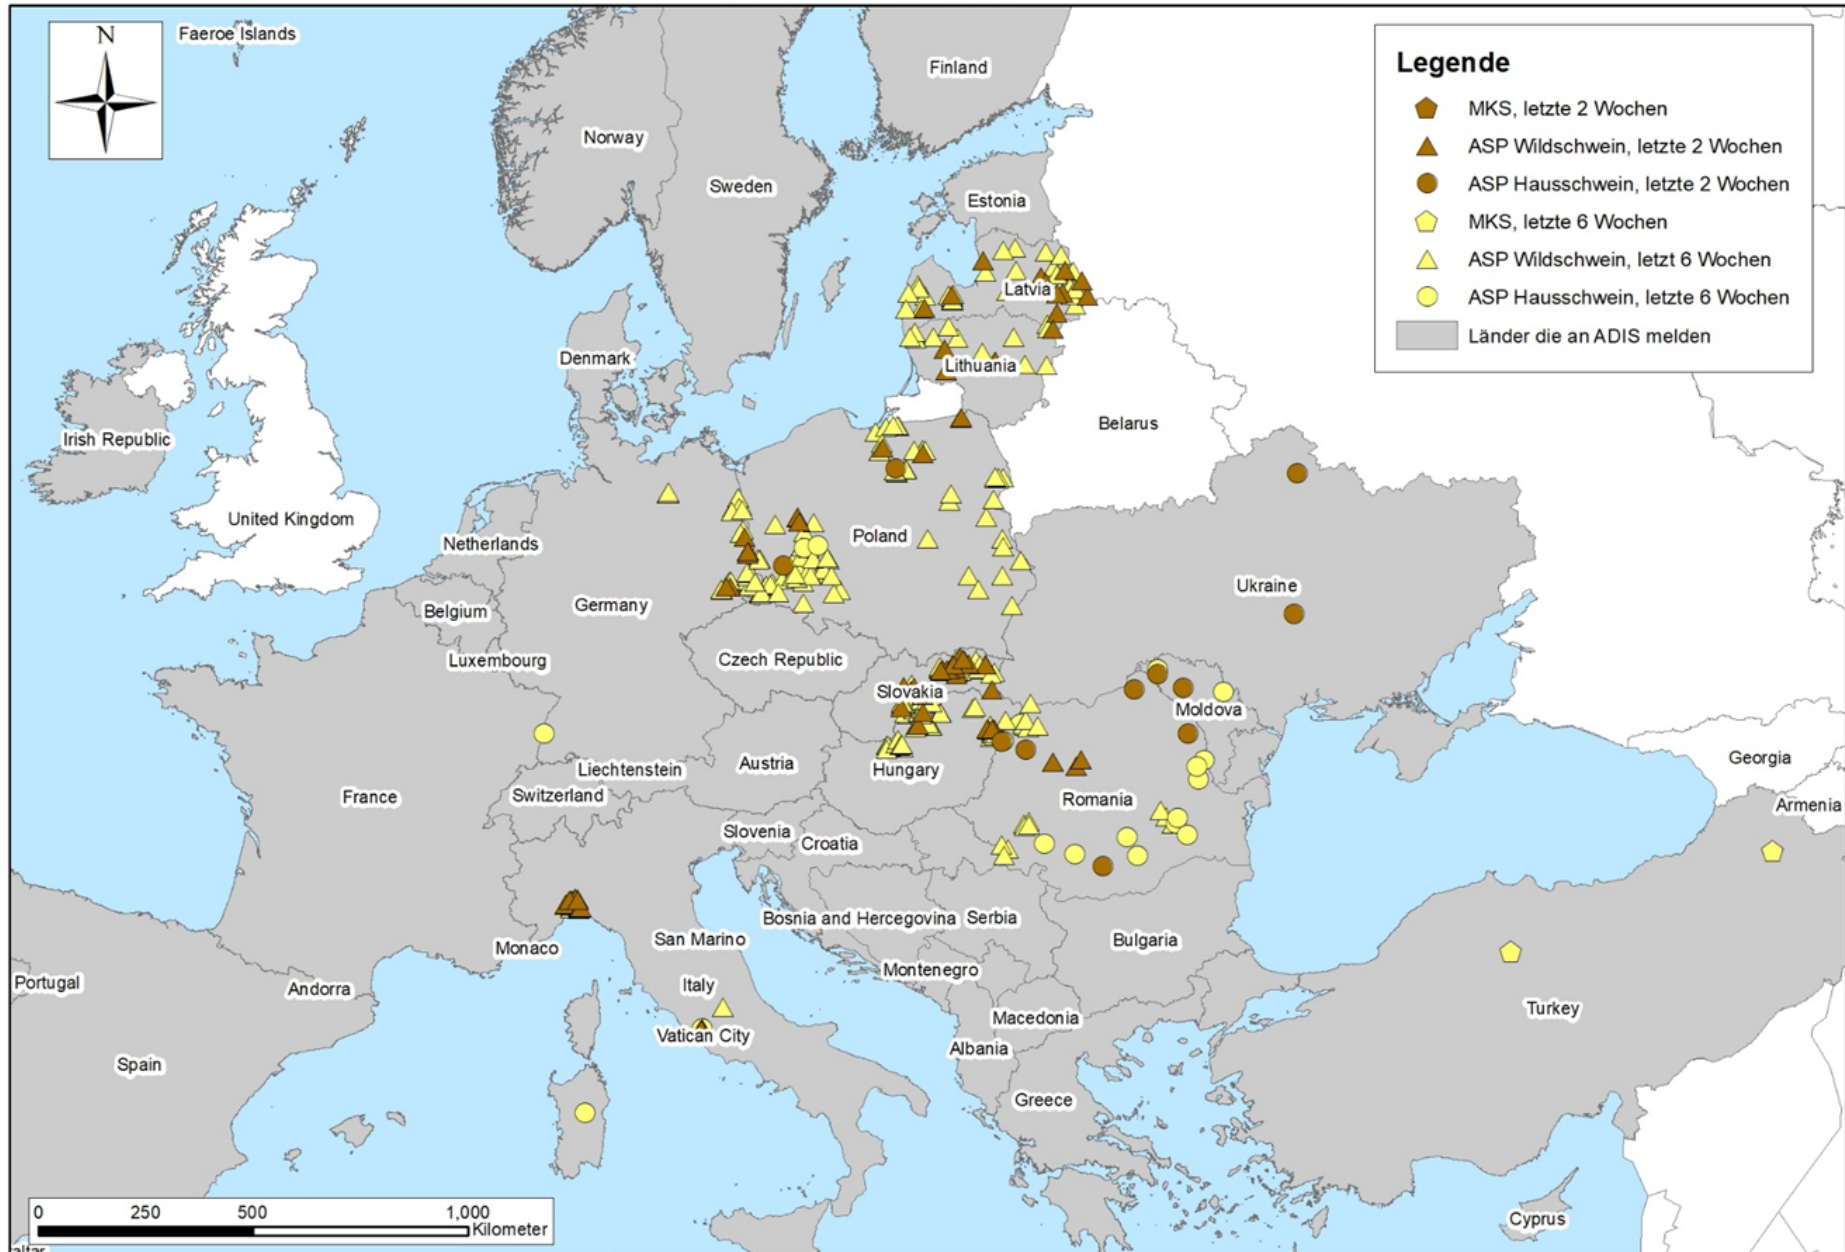 N
Faeroe Islands
Finland
Norway
Sweden
Estonia
Latvia
Denmark
Lithuania
Irish Republic
Belarus
United Kingdom
Netherlands
Poland
Ukraine
Belgium
Germany
Luxembourg
Czech Republic
Slovakia
Moldova
Liechtenstein
Austria
Hungary
Georgia
France
Switzerland
Romania
Armenia
Slovenia
Croatia
Bosnia and Hercegovina
Serbia
Monaco
San Marino
Bulgaria
Montenegro
Portugal
Andorra
Italy
Turkey
Macedonia
Vatican City
Albania
Spain
Greece
Cyprus
Legende
MKS, letzte 2 Wochen
ASP Wildschwein, letzte 2 Wochen
ASP Hausschwein, letzte 2 Wochen
MKS, letzte 6 Wochen
ASP Wildschwein, letzt 6 Wochen
ASP Hausschwein, letzte 6 Wochen
Länder die an ADIS melden
0 250 500 1,000
Kilometer